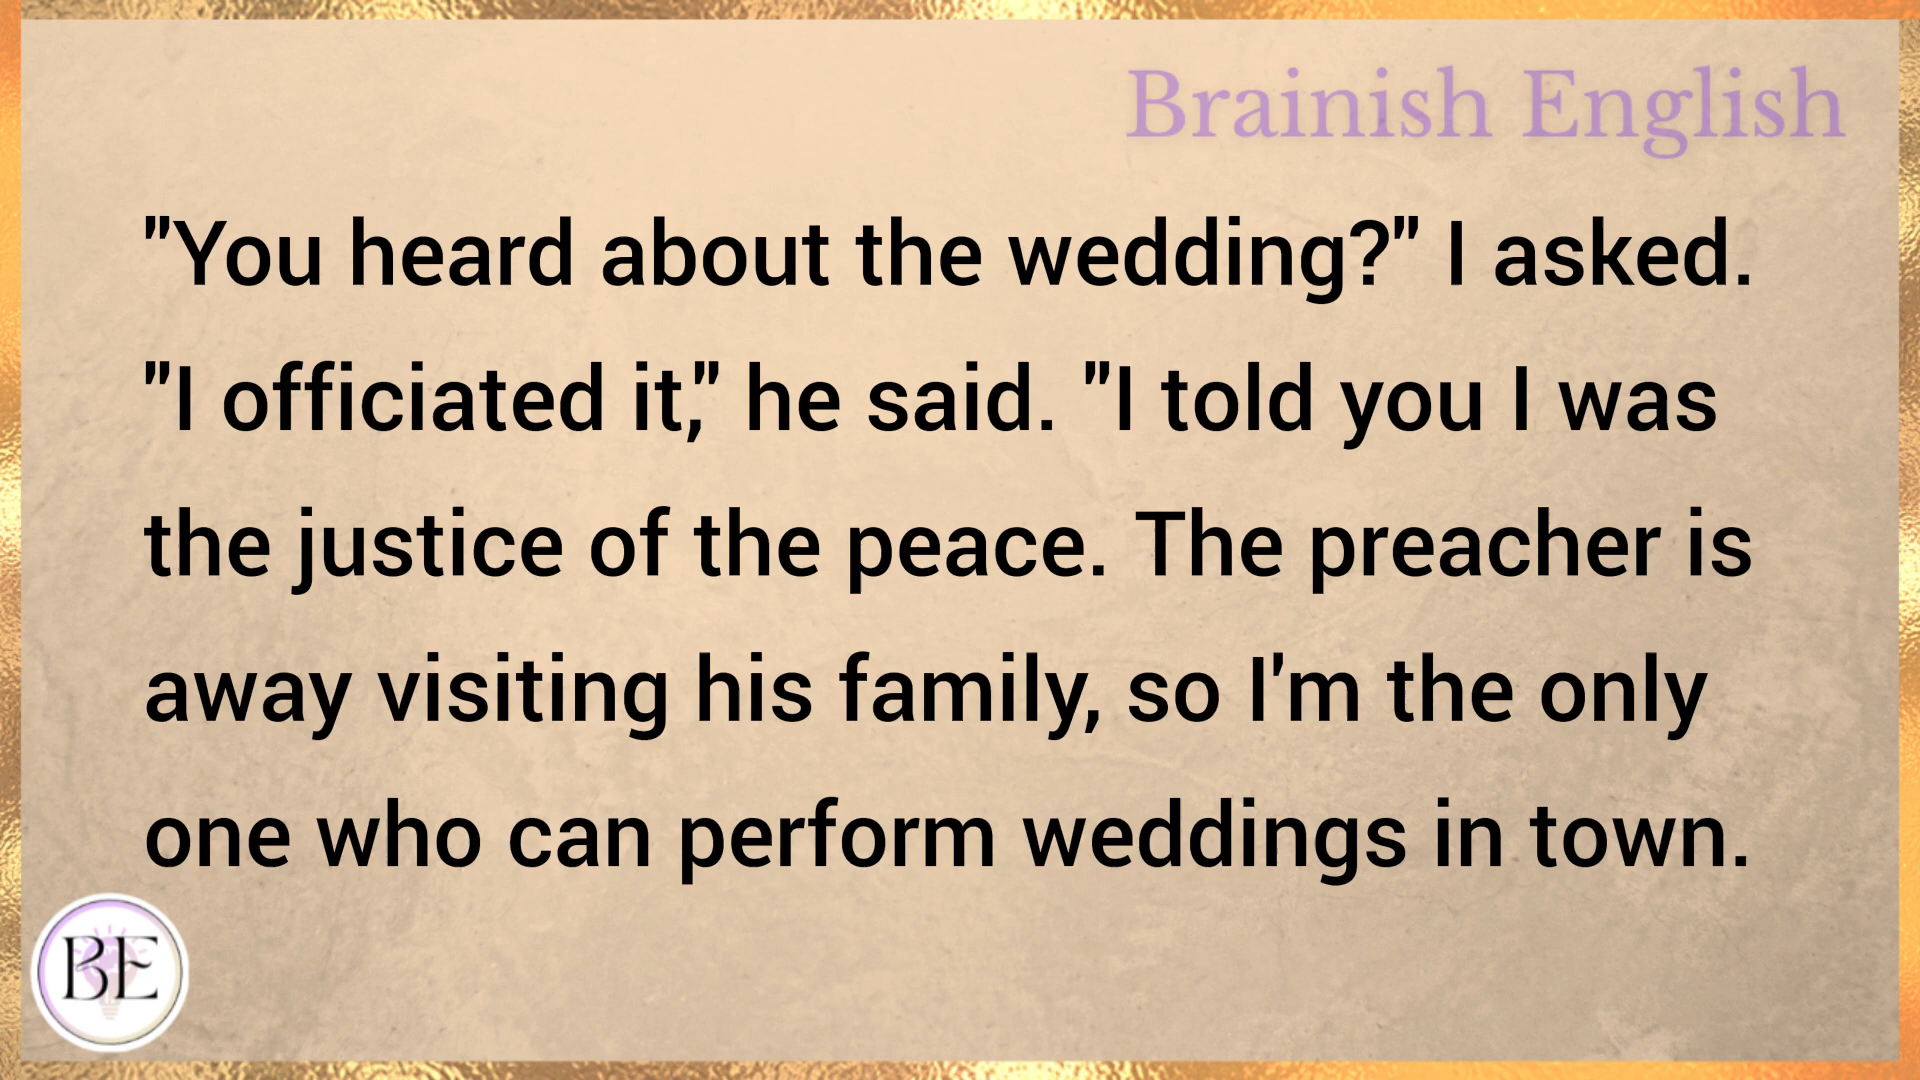 Brainish English
"You heard about the wedding?" I asked.
"I officiated it," he said. "I told you I was
the justice of the peace. The preacher is
away visiting his family, so I'm the only
one who can perform weddings in town.
BE